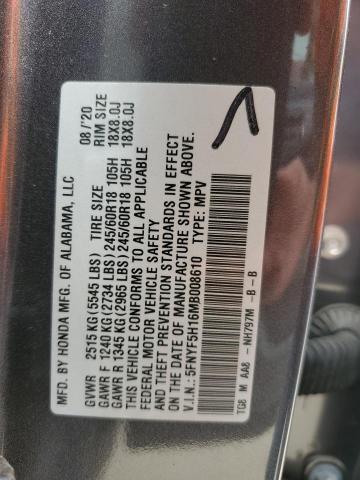 MFD. BY HONDA MFG. OF ALABAMA, LLC 08/'20
GVWR 2515 KG (5545 LBS) TIRE SIZE RIM SIZE
GAWR F 1240 KG (2734 LBS) 245/60R18 105H 18X8.0J
GAWR R 1345 KG (2965 LBS) 245/60R18 105H 18X8.0J
THIS VEHICLE CONFORMS TO ALL APPLICABLE
FEDERAL MOTOR VEHICLE SAFETY
AND THEFT PREVENTION STANDARDS IN EFFECT
ON THE DATE OF MANUFACTURE SHOWN ABOVE.
V.I.N.: 5FNYF5H16MB008610 TYPE: MPV
TG8 M AA8 -NH797M -B -B